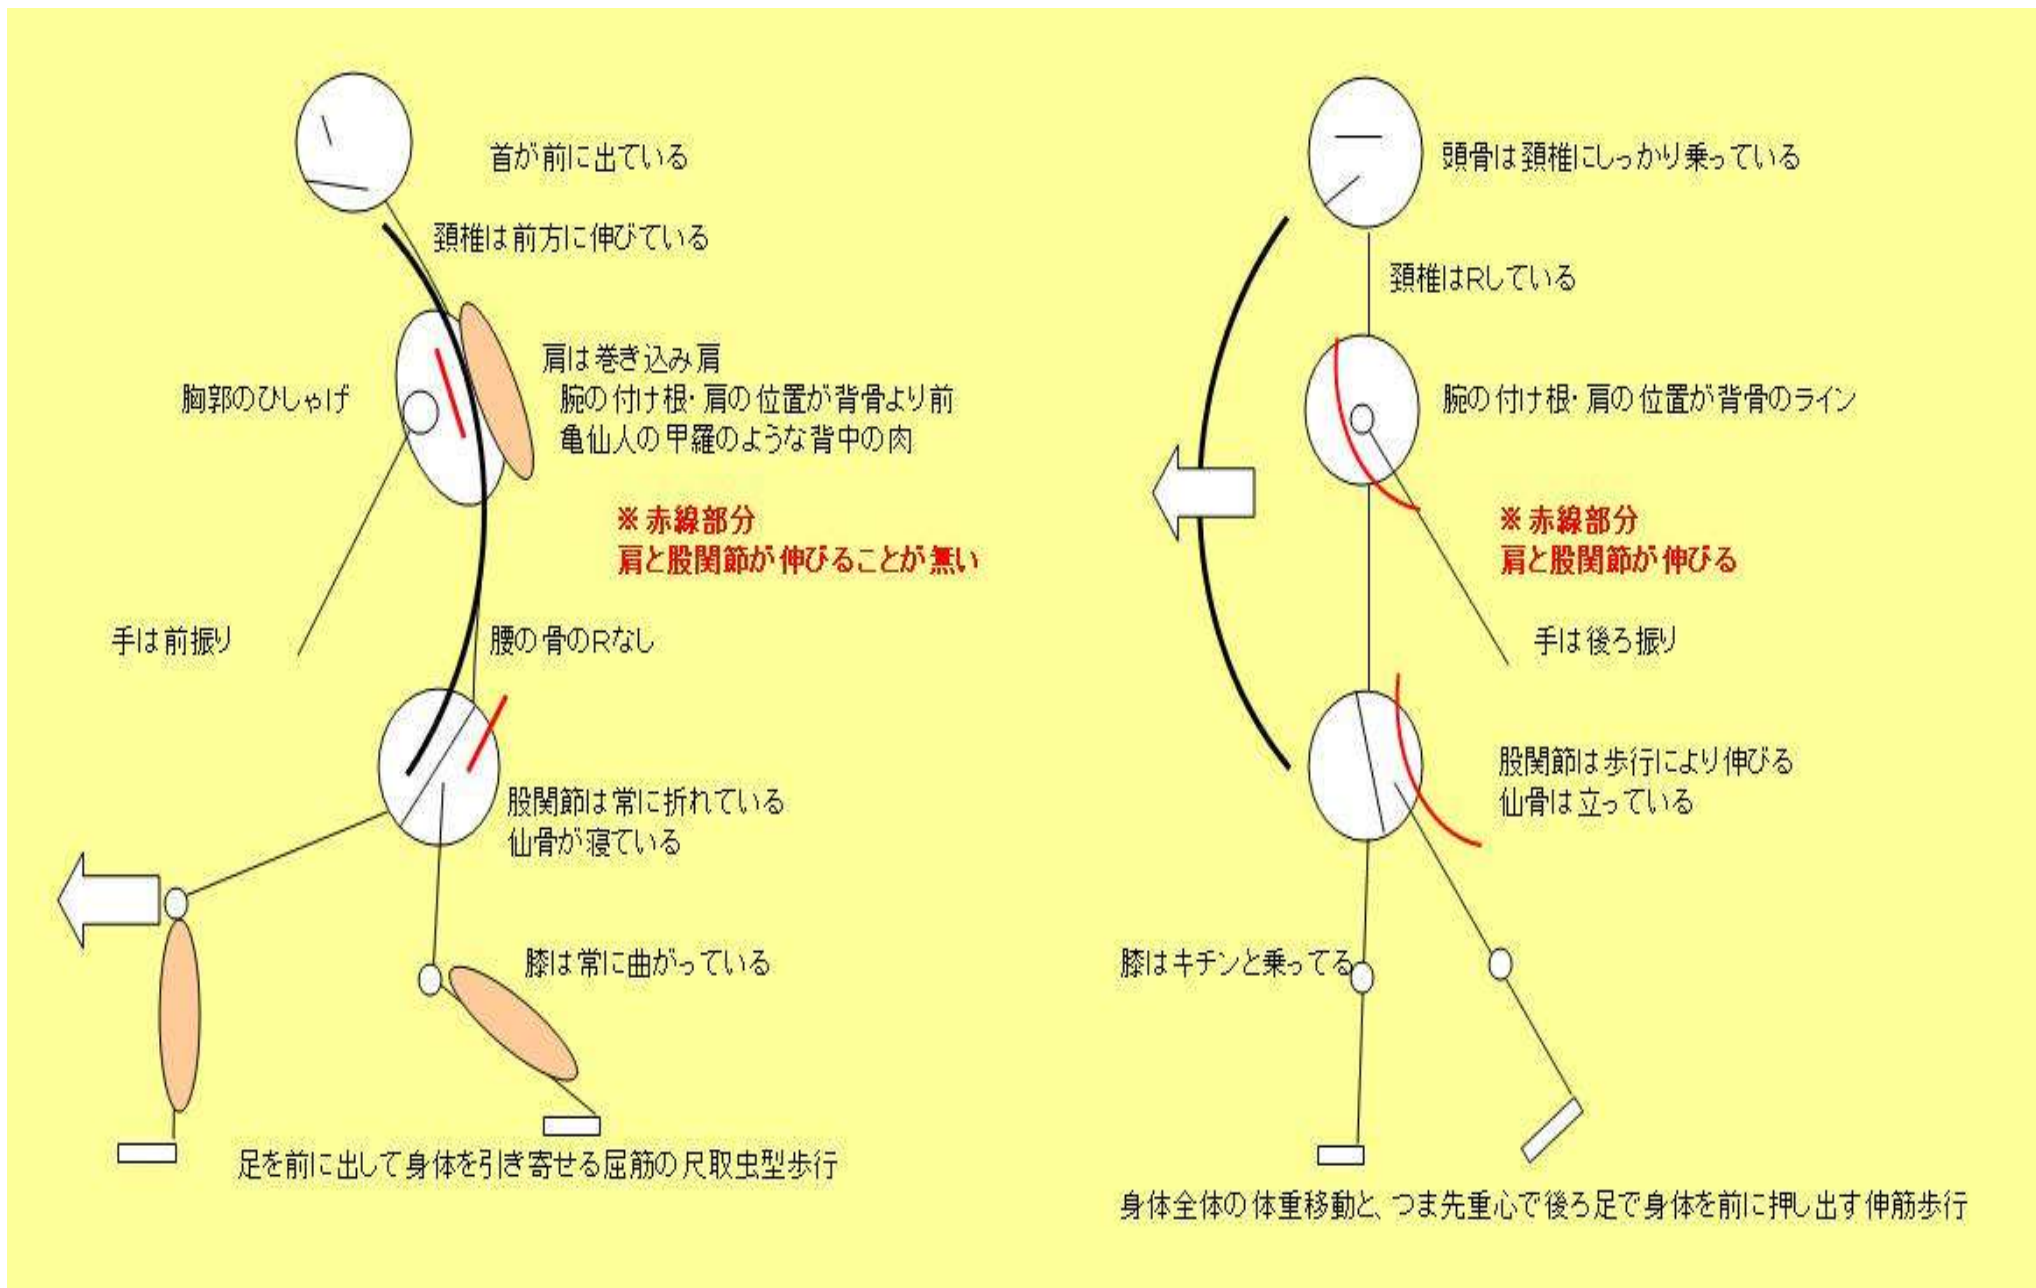 首が前に出ている
頚椎は前方に伸びている
胸郭のひしゃげ
肩は巻き込み肩
腕の付け根・肩の位置が背骨より前
亀仙人の甲羅のような背中の肉
※赤線部分
肩と股関節が伸びることが無い
手は前振り
腰の骨のRなし
股関節は常に折れている
仙骨が寝ている
膝は常に曲がっている
足を前に出して身体を引き寄せる屈筋の尺取虫型歩行
頭骨は頚椎にしっかり乗っている
頚椎はRしている
腕の付け根・肩の位置が背骨のライン
※赤線部分
肩と股関節が伸びる
手は後ろ振り
股関節は歩行により伸びる
仙骨は立っている
膝はキチンと乗ってる
身体全体の体重移動と、つま先重心で後ろ足で身体を前に押し出す伸筋歩行